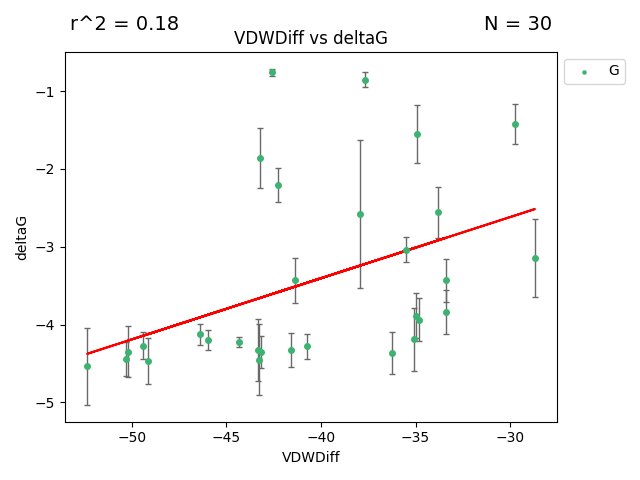 r^2 = 0.18
N = 30
VDWDiff vs deltaG
G
−1
−2
−3
−4
−5
deltaG
−50
−45
−40
−35
−30
VDWDiff